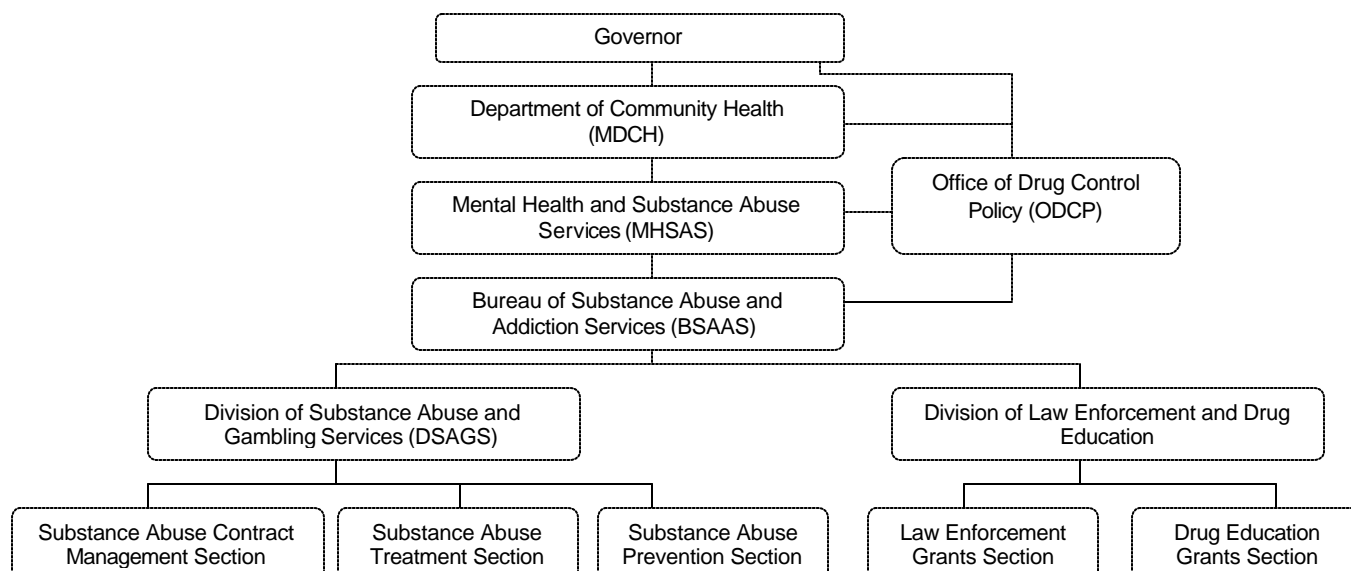 Governor
Department of Community Health
(MDCH)
Office of Drug Control
Policy (ODCP)
Mental Health and Substance Abuse
Services (MHSAS)
Bureau of Substance Abuse and
Addiction Services (BSAAS)
Division of Substance Abuse and
Gambling Services (DSAGS)
Division of Law Enforcement and Drug
Education
Substance Abuse Contract
Management Section
Substance Abuse
Treatment Section
Substance Abuse
Prevention Section
Law Enforcement
Grants Section
Drug Education
Grants Section